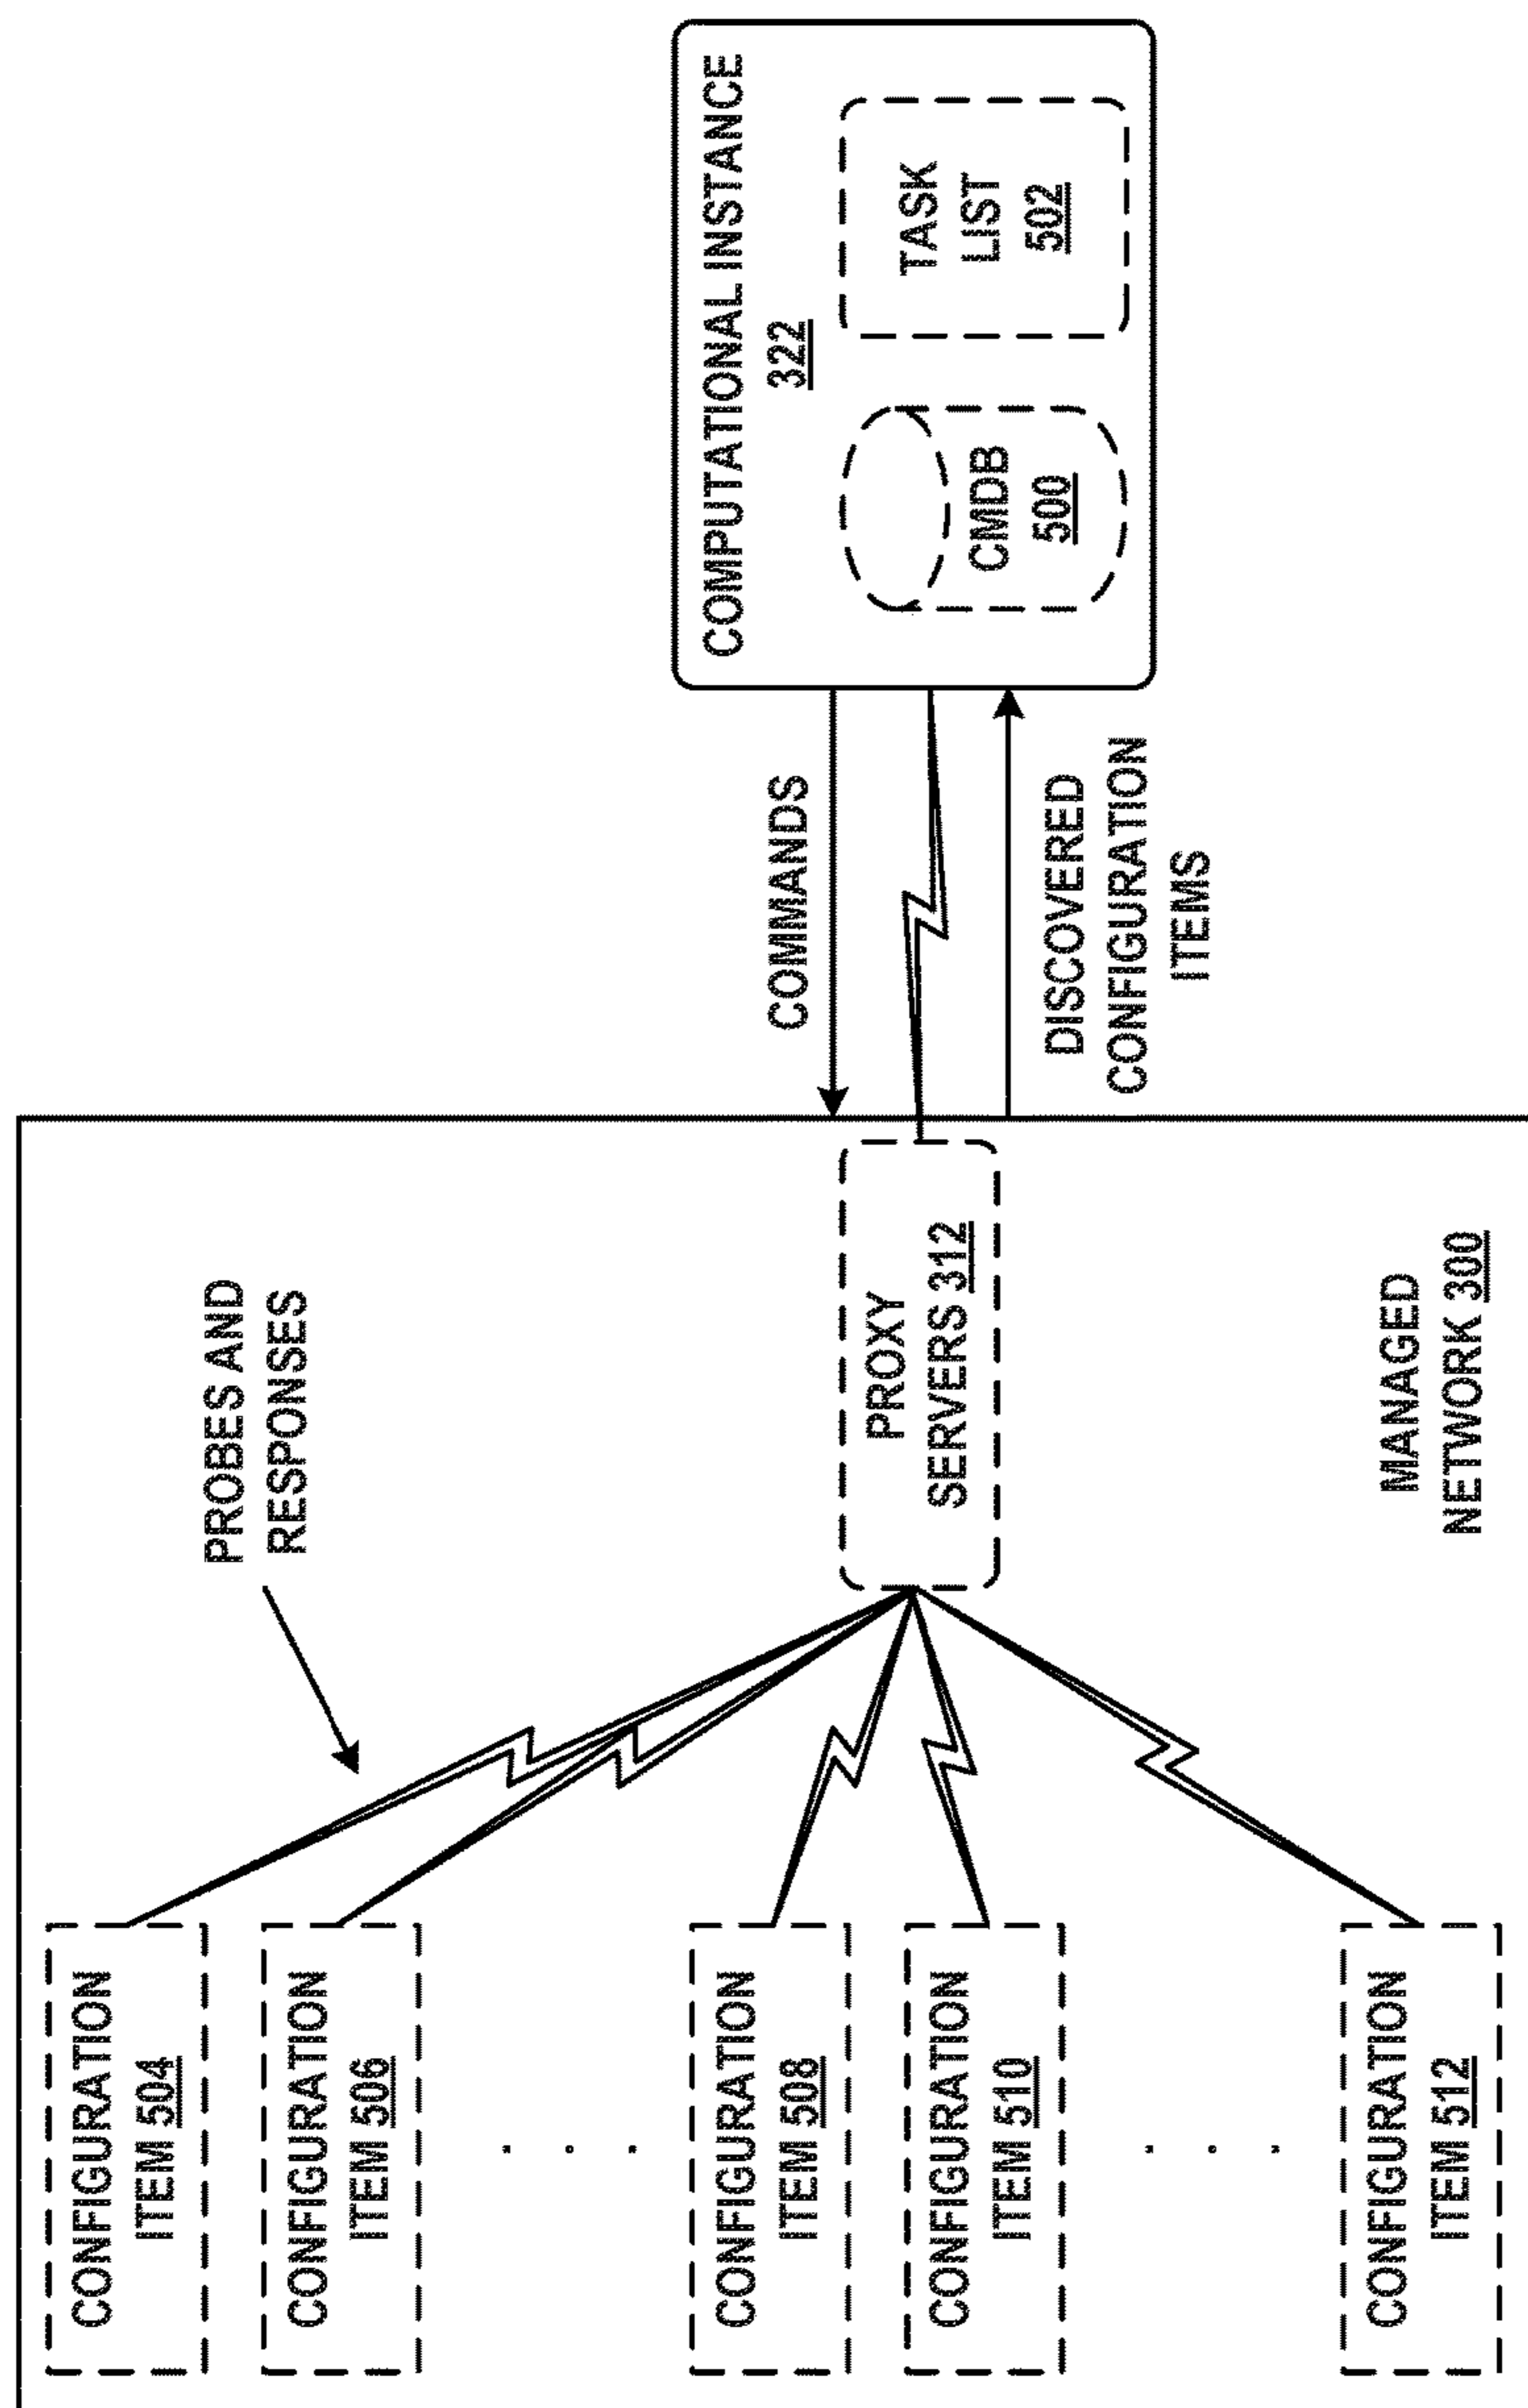 CONFIGURATION
ITEM 504
CONFIGURATION
ITEM 506
CONFIGURATION
ITEM 508
CONFIGURATION
ITEM 510
CONFIGURATION
ITEM 512
PROBES AND
RESPONSES
PROXY
SERVERS 312
MANAGED
NETWORK 300
COMMANDS
DISCOVERED
CONFIGURATION
ITEMS
COMPUTATIONAL INSTANCE
322
CMDB
500
TASK
LIST
502